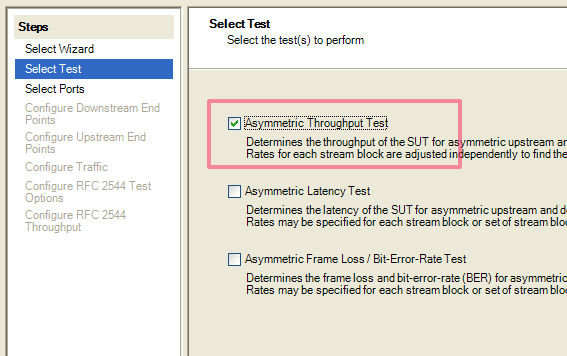 Steps
Select Wizard
Select Test
Select Ports
Configure Downstream End
Points
Configure Upstream End
Points
Configure Traffic
Configure RFC 2544 Test
Options
Configure RFC 2544
Throughput
Select Test
Select the test(s) to perform
Asymmetric Throughput Test
Determines the throughput of the SUT for asymmetric upstream an
Rates for each stream block are adjusted independently to find the
Asymmetric Latency Test
Determines the latency of the SUT for asymmetric upstream and d
Rates may be specified for each stream block or set of stream bloc
Asymmetric Frame Loss / Bit-Error-Rate Test
Determines the frame loss and bit-error-rate (BER) for asymmetric
Rates may be specified for each stream block or set of stream bloc